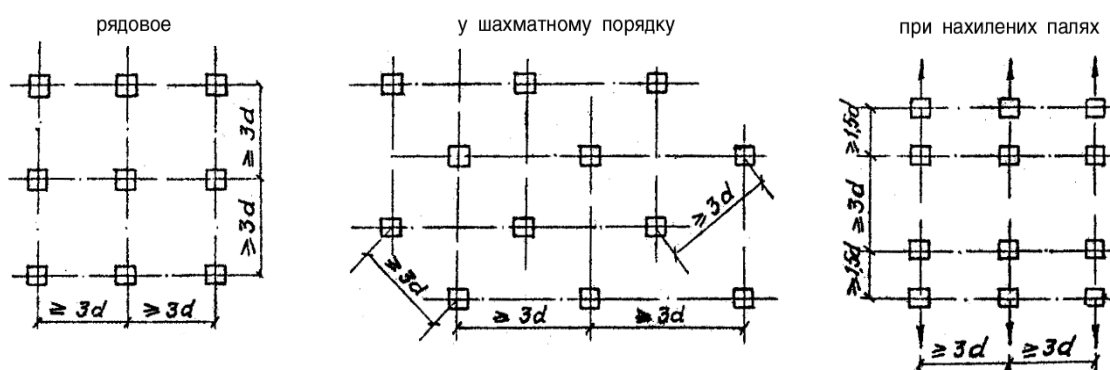 рядовое
у шахматному порядку
при нахилених палях
≥ 3d
≥ 3d
≥ 3d
≥ 3d
≥ 3d
≥ 3d
≥ 3d
≥ 3d
≥ 1,5d
≥ 3d
≥ 1,5d
≥ 3d
≥ 3d